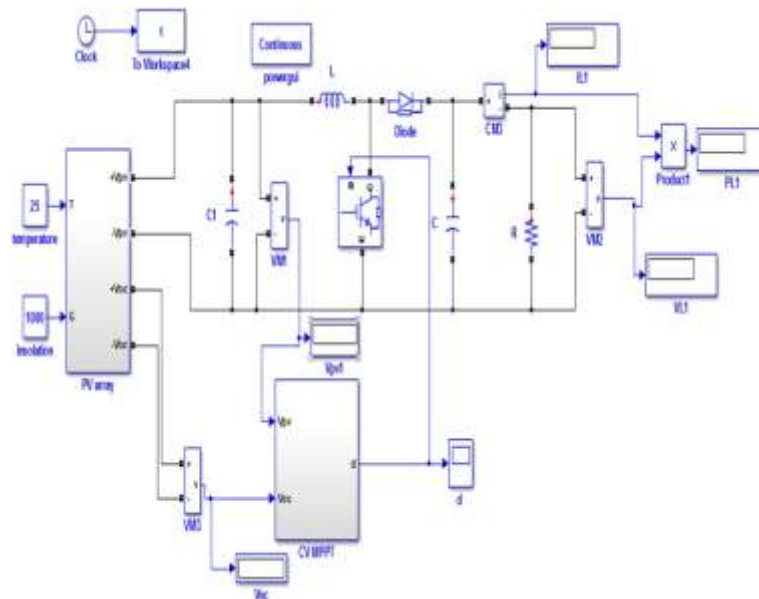 Clock
t
To Workspace4
Continuous
powergui
L
Diode
CM3
IL1
Product1
PL1
VM2
VL1
R
C
C1
VM1
Vpv1
+Vpv
-Vpv
+Voc
-Voc
25
T
temperature
1000
G
Insolation
PV array
VM3
Voc
Vpv
Voc
d
CV MPPT
d